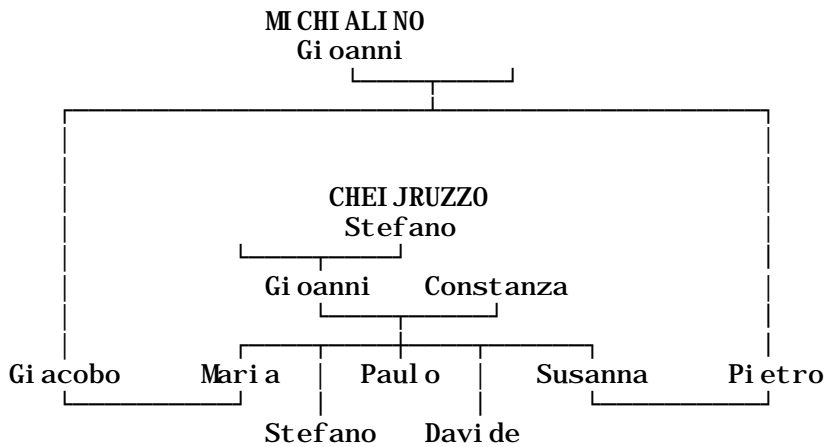 MICHIALINO
Gioanni
CHEIJRUZZO
Stefano
Gioanni Constanza
Giacobo Maria Paulo Susanna Pietro
Stefano Davide